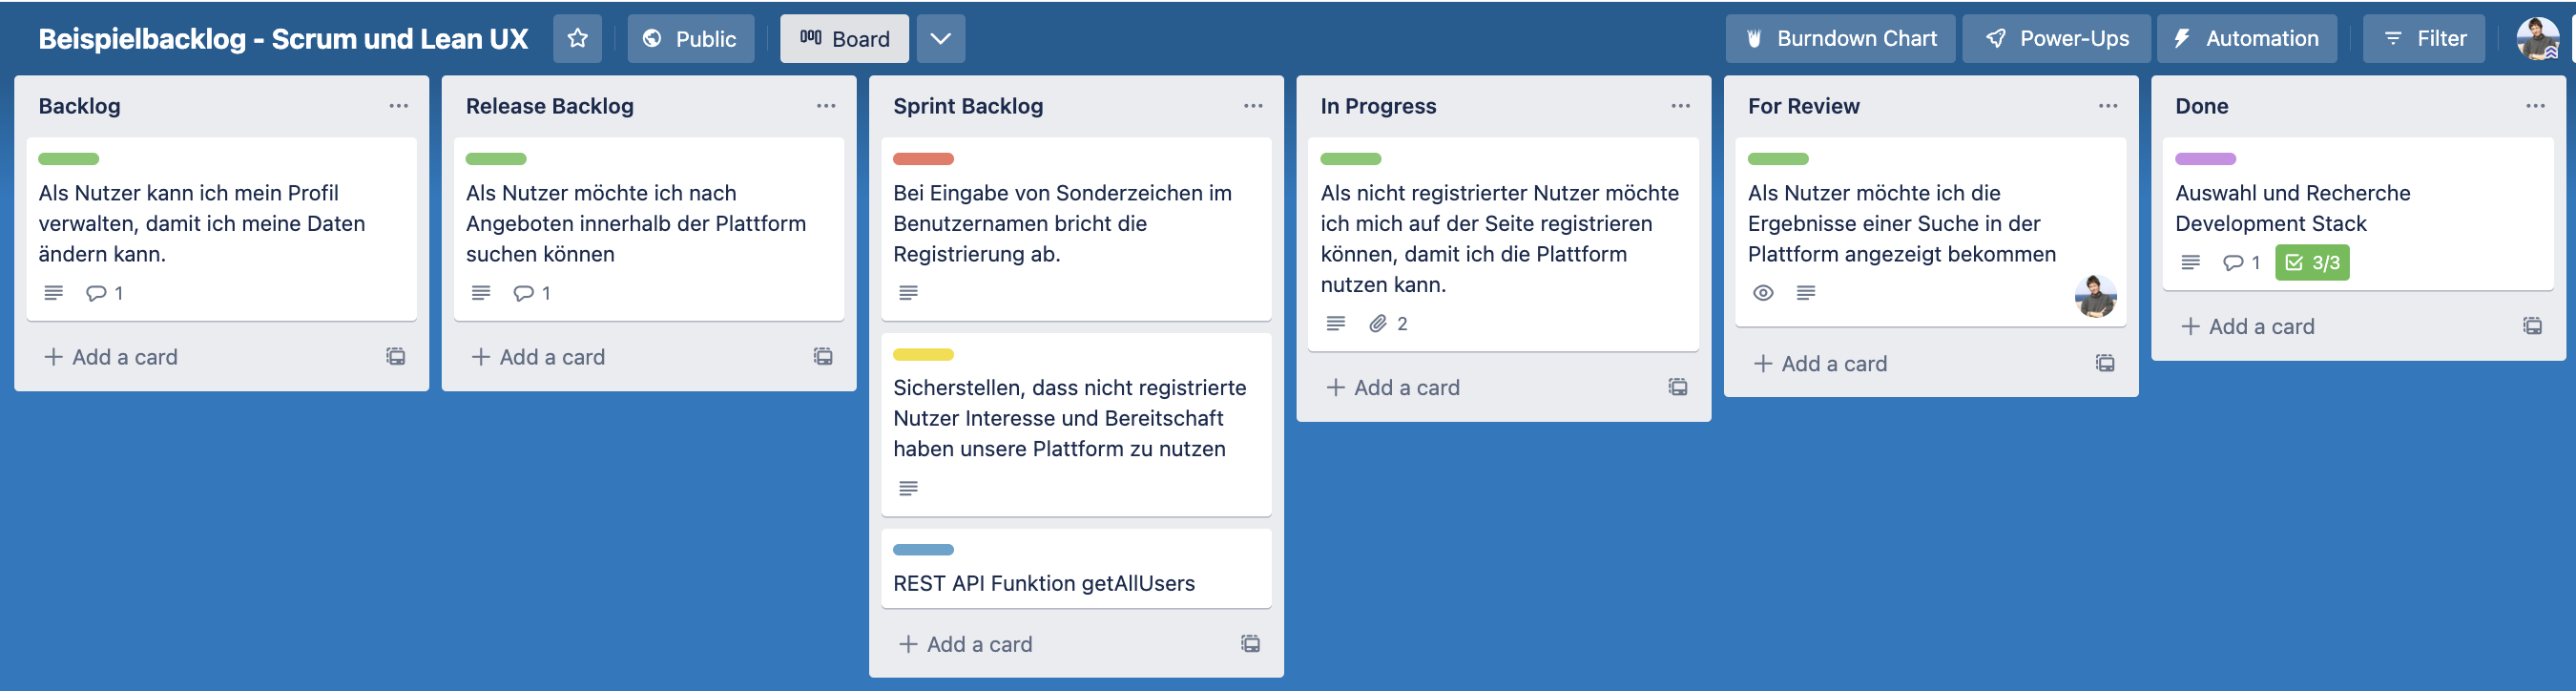 Beispielbacklog - Scrum und Lean UX
Public
Board
Burndown Chart
Power-Ups
Automation
Filter
Backlog
Als Nutzer kann ich mein Profil
verwalten, damit ich meine Daten
ändern kann.
1
Add a card
Release Backlog
Als Nutzer möchte ich nach
Angeboten innerhalb der Plattform
suchen können
1
Add a card
Sprint Backlog
Bei Eingabe von Sonderzeichen im
Benutzernamen bricht die
Registrierung ab.
Sicherstellen, dass nicht registrierte
Nutzer Interesse und Bereitschaft
haben unsere Plattform zu nutzen
REST API Funktion getAllUsers
Add a card
In Progress
Als nicht registrierter Nutzer möchte
ich mich auf der Seite registrieren
können, damit ich die Plattform
nutzen kann.
2
Add a card
For Review
Als Nutzer möchte ich die
Ergebnisse einer Suche in der
Plattform angezeigt bekommen
Add a card
Done
Auswahl und Recherche
Development Stack
1
3/3
Add a card